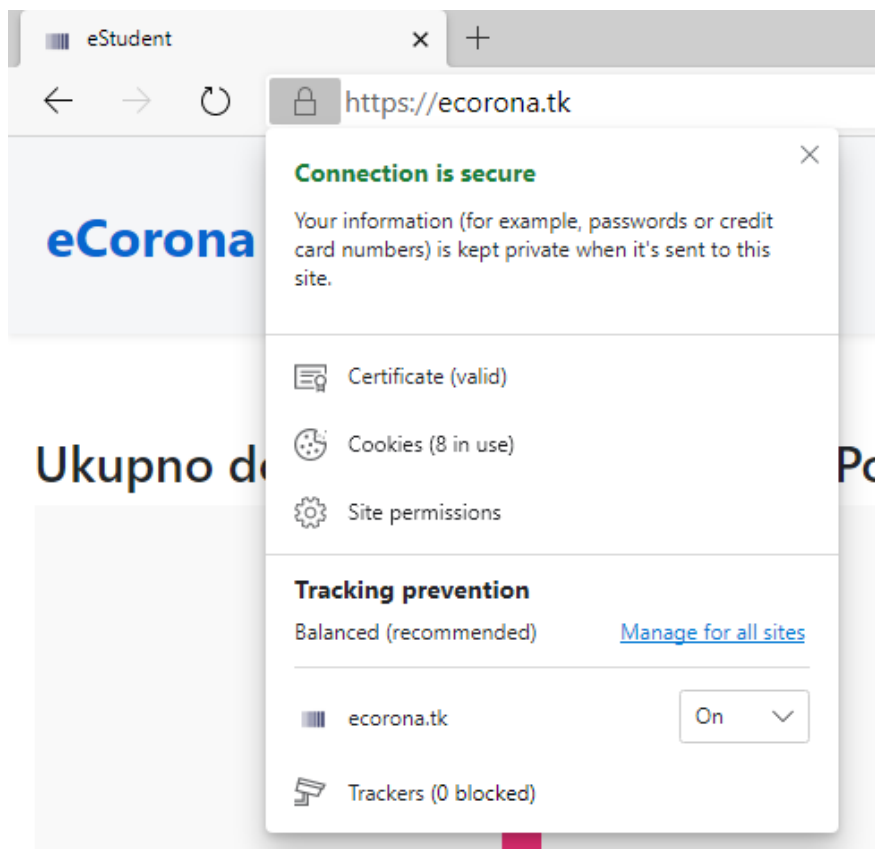 eStudent
https://ecorona.tk
Connection is secure
Your information (for example, passwords or credit
card numbers) is kept private when it's sent to this
site.
eCorona
Certificate (valid)
Cookies (8 in use)
Ukupno
Site permissions
Tracking prevention
Balanced (recommended) Manage for all sites
ecorona.tk On
Trackers (0 blocked)